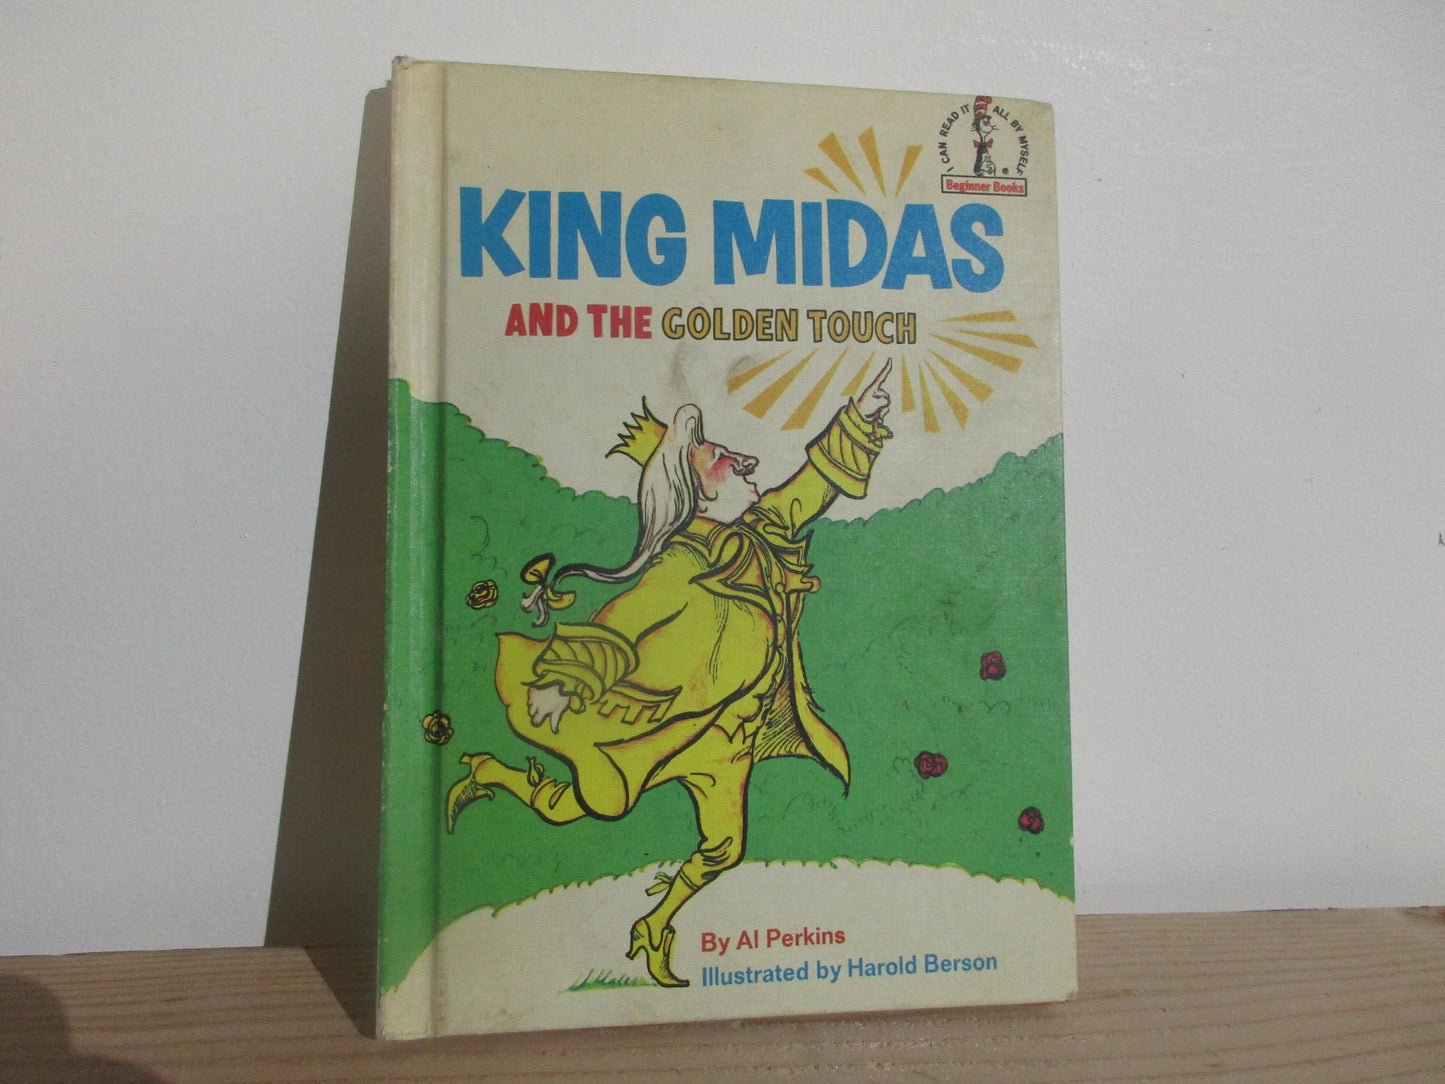 I CAN READ IT ALL BY MYSELF
Beginner Books
KING MIDAS
AND THE GOLDEN TOUCH
By Al Perkins
Illustrated by Harold Berson